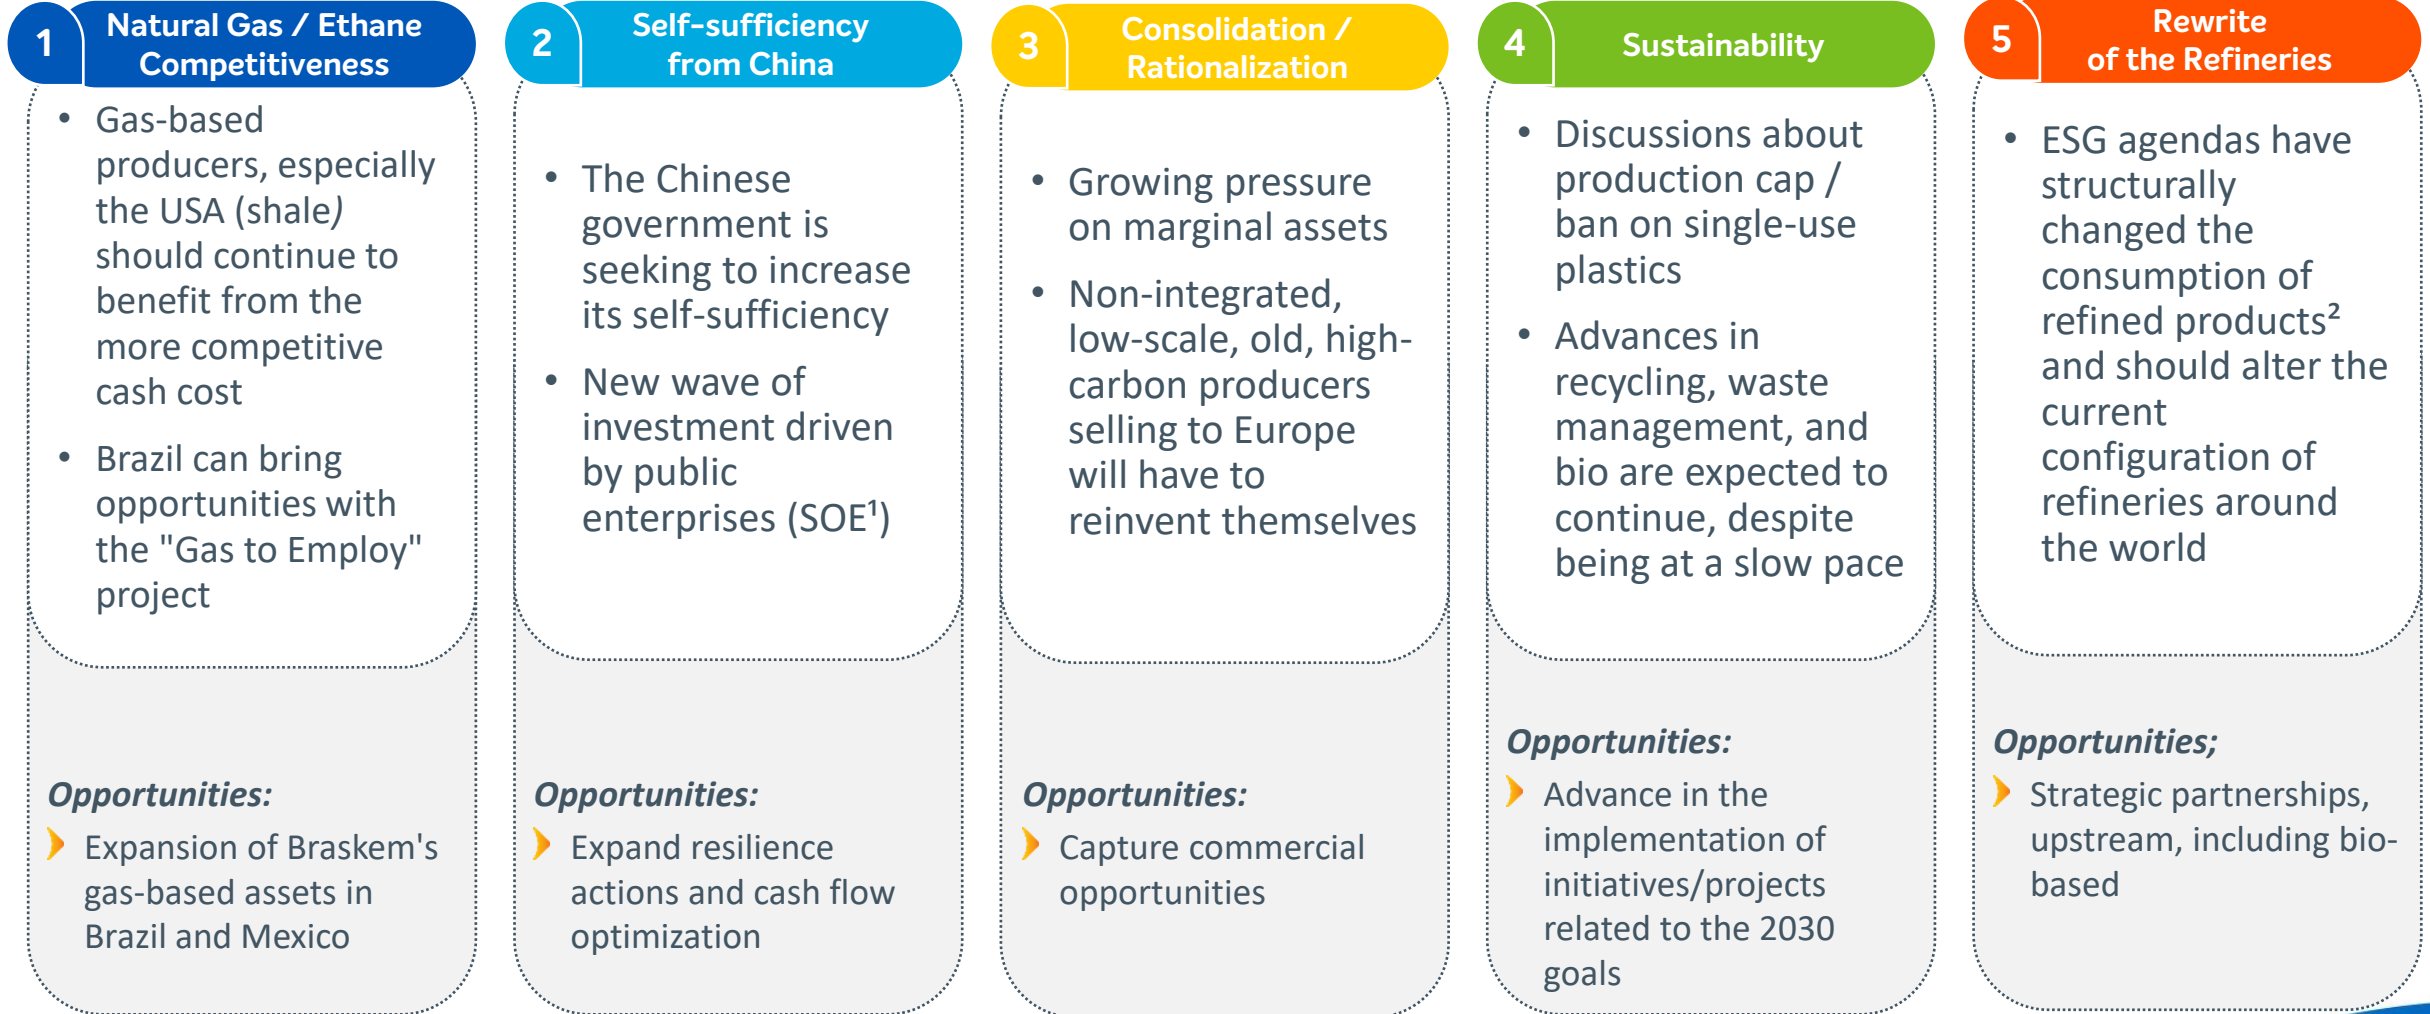 1
Natural Gas / Ethane
Competitiveness
• Gas-based
producers, especially
the USA (shale)
should continue to
benefit from the
more competitive
cash cost
• Brazil can bring
opportunities with
the "Gas to Employ"
project
Opportunities:
Expansion of Braskem's
gas-based assets in
Brazil and Mexico
2
Self-sufficiency
from China
• The Chinese
government is
seeking to increase
its self-sufficiency
• New wave of
investment driven
by public
enterprises (SOE¹)
Opportunities:
Expand resilience
actions and cash flow
optimization
3
Consolidation /
Rationalization
• Growing pressure
on marginal assets
• Non-integrated,
low-scale, old, high-
carbon producers
selling to Europe
will have to
reinvent themselves
Opportunities:
Capture commercial
opportunities
4
Sustainability
• Discussions about
production cap /
ban on single-use
plastics
• Advances in
recycling, waste
management, and
bio are expected to
continue, despite
being at a slow pace
Opportunities:
Advance in the
implementation of
initiatives/projects
related to the 2030
goals
5
Rewrite
of the Refineries
• ESG agendas have
structurally
changed the
consumption of
refined products²
and should alter the
current
configuration of
refineries around
the world
Opportunities;
Strategic partnerships,
upstream, including bio-
based